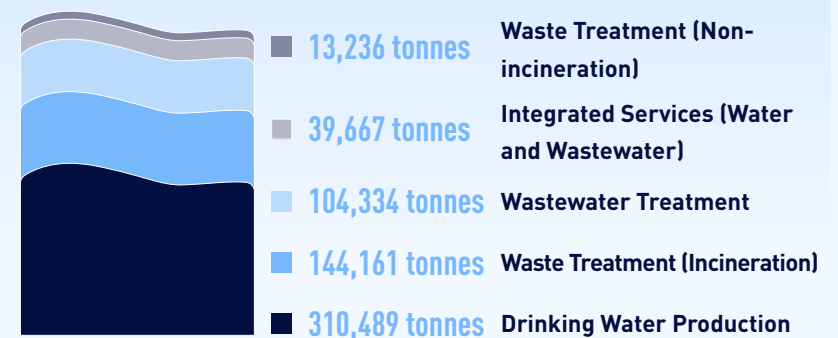 13,236 tonnes
Waste Treatment (Non-
incineration)
39,667 tonnes
Integrated Services (Water
and Wastewater)
104,334 tonnes
Wastewater Treatment
144,161 tonnes
Waste Treatment (Incineration)
310,489 tonnes
Drinking Water Production